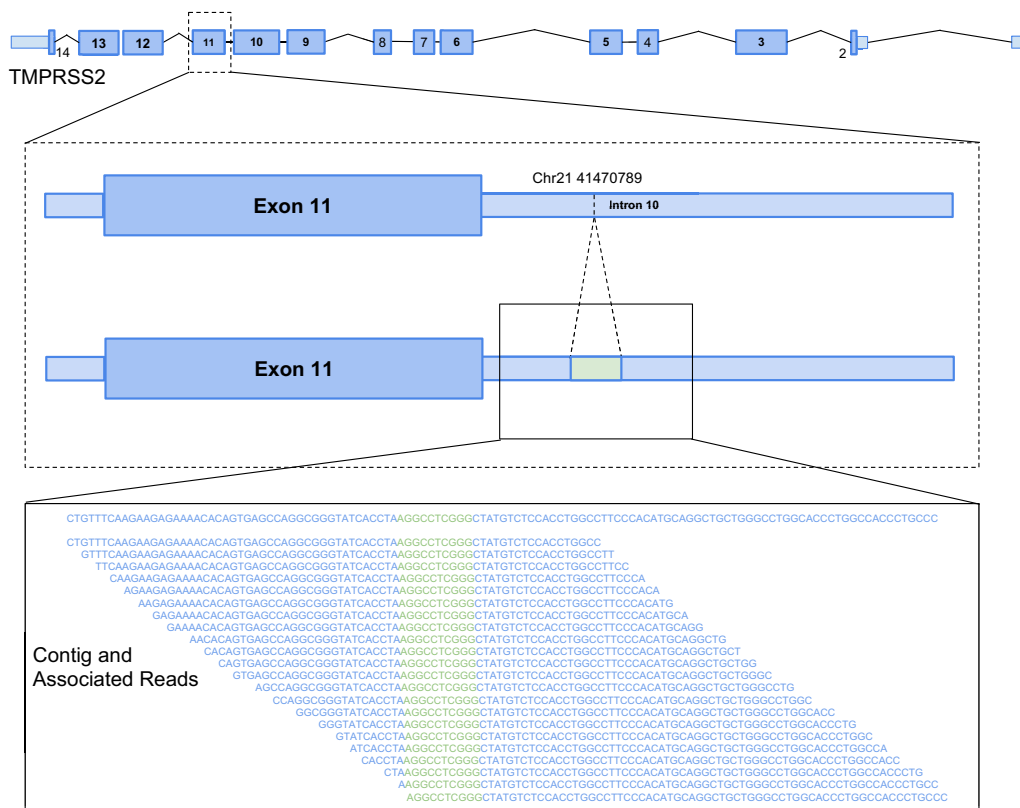 14 13 12 11 10 9 8 7 6 5 4 3 2
TMPRSS2
Chr21 41470789
Exon 11
Intron 10
Exon 11
CTGTTTCAAGAAGAGAAAACACAGTGAGCCAGGCGGGTATCACCTAAGGCCTCGGGCTATGTCTCCACCTGGCCTTCCCACATGCAGGCTGCTGGGCCTGGCACCCTGGCCACCCTGCCC
CTGTTTCAAGAAGAGAAAACACAGTGAGCCAGGCGGGTATCACCTAAGGCCTCGGGCTATGTCTCCACCTGGCC
GTTTCAAGAAGAGAAAACACAGTGAGCCAGGCGGGTATCACCTAAGGCCTCGGGCTATGTCTCCACCTGGCCTT
TTCAAGAAGAGAAAACACAGTGAGCCAGGCGGGTATCACCTAAGGCCTCGGGCTATGTCTCCACCTGGCCTTCC
CAAGAAGAGAAAACACAGTGAGCCAGGCGGGTATCACCTAAGGCCTCGGGCTATGTCTCCACCTGGCCTTCCCA
AGAAGAGAAAACACAGTGAGCCAGGCGGGTATCACCTAAGGCCTCGGGCTATGTCTCCACCTGGCCTTCCCACA
AAGAGAAAACACAGTGAGCCAGGCGGGTATCACCTAAGGCCTCGGGCTATGTCTCCACCTGGCCTTCCCACATG
GAGAAAACACAGTGAGCCAGGCGGGTATCACCTAAGGCCTCGGGCTATGTCTCCACCTGGCCTTCCCACATGCA
GAAAACACAGTGAGCCAGGCGGGTATCACCTAAGGCCTCGGGCTATGTCTCCACCTGGCCTTCCCACATGCAGG
AACACAGTGAGCCAGGCGGGTATCACCTAAGGCCTCGGGCTATGTCTCCACCTGGCCTTCCCACATGCAGGCTG
CACAGTGAGCCAGGCGGGTATCACCTAAGGCCTCGGGCTATGTCTCCACCTGGCCTTCCCACATGCAGGCTGCT
CAGTGAGCCAGGCGGGTATCACCTAAGGCCTCGGGCTATGTCTCCACCTGGCCTTCCCACATGCAGGCTGCTGG
GTGAGCCAGGCGGGTATCACCTAAGGCCTCGGGCTATGTCTCCACCTGGCCTTCCCACATGCAGGCTGCTGGGC
AGCCAGGCGGGTATCACCTAAGGCCTCGGGCTATGTCTCCACCTGGCCTTCCCACATGCAGGCTGCTGGGCCTG
CCAGGCGGGTATCACCTAAGGCCTCGGGCTATGTCTCCACCTGGCCTTCCCACATGCAGGCTGCTGGGCCTGGC
GGCGGGTATCACCTAAGGCCTCGGGCTATGTCTCCACCTGGCCTTCCCACATGCAGGCTGCTGGGCCTGGCACC
GGGTATCACCTAAGGCCTCGGGCTATGTCTCCACCTGGCCTTCCCACATGCAGGCTGCTGGGCCTGGCACCCTG
GTATCACCTAAGGCCTCGGGCTATGTCTCCACCTGGCCTTCCCACATGCAGGCTGCTGGGCCTGGCACCCTGGC
ATCACCTAAGGCCTCGGGCTATGTCTCCACCTGGCCTTCCCACATGCAGGCTGCTGGGCCTGGCACCCTGGCCA
CACCTAAGGCCTCGGGCTATGTCTCCACCTGGCCTTCCCACATGCAGGCTGCTGGGCCTGGCACCCTGGCCACC
CTAAGGCCTCGGGCTATGTCTCCACCTGGCCTTCCCACATGCAGGCTGCTGGGCCTGGCACCCTGGCCACCCTG
AAGGCCTCGGGCTATGTCTCCACCTGGCCTTCCCACATGCAGGCTGCTGGGCCTGGCACCCTGGCCACCCTGCC
AGGCCTCGGGCTATGTCTCCACCTGGCCTTCCCACATGCAGGCTGCTGGGCCTGGCACCCTGGCCACCCTGCCC
Contig and
Associated Reads